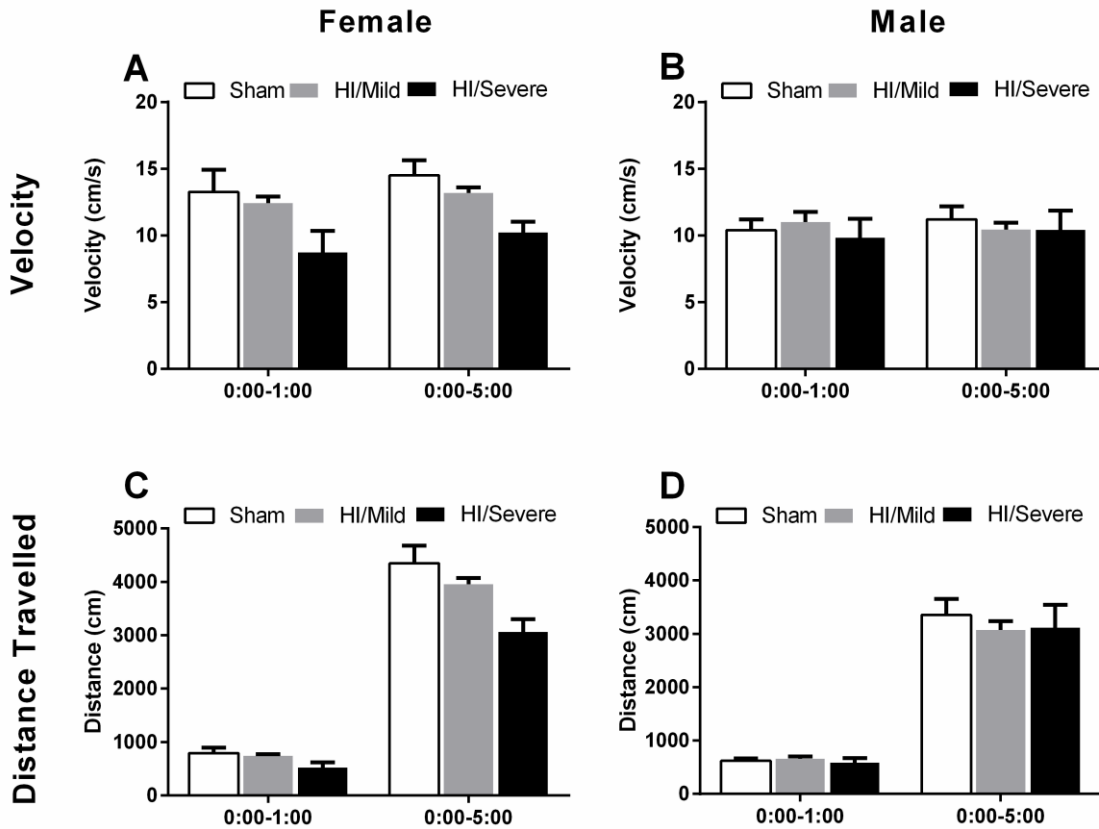 Female
Male
Velocity
A
Sham HI/Mild HI/Severe
Velocity (cm/s)
20
15
10
5
0
0:00-1:00 0:00-5:00
B
Sham HI/Mild HI/Severe
Velocity (cm/s)
20
15
10
5
0
0:00-1:00 0:00-5:00
Distance Travelled
C
Sham HI/Mild HI/Severe
Distance (cm)
5000
4000
3000
2000
1000
0
0:00-1:00 0:00-5:00
D
Sham HI/Mild HI/Severe
Distance (cm)
5000
4000
3000
2000
1000
0
0:00-1:00 0:00-5:00